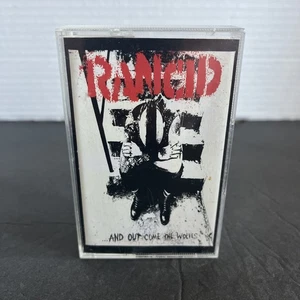 RANCID
...AND OUT COME THE WOLVES